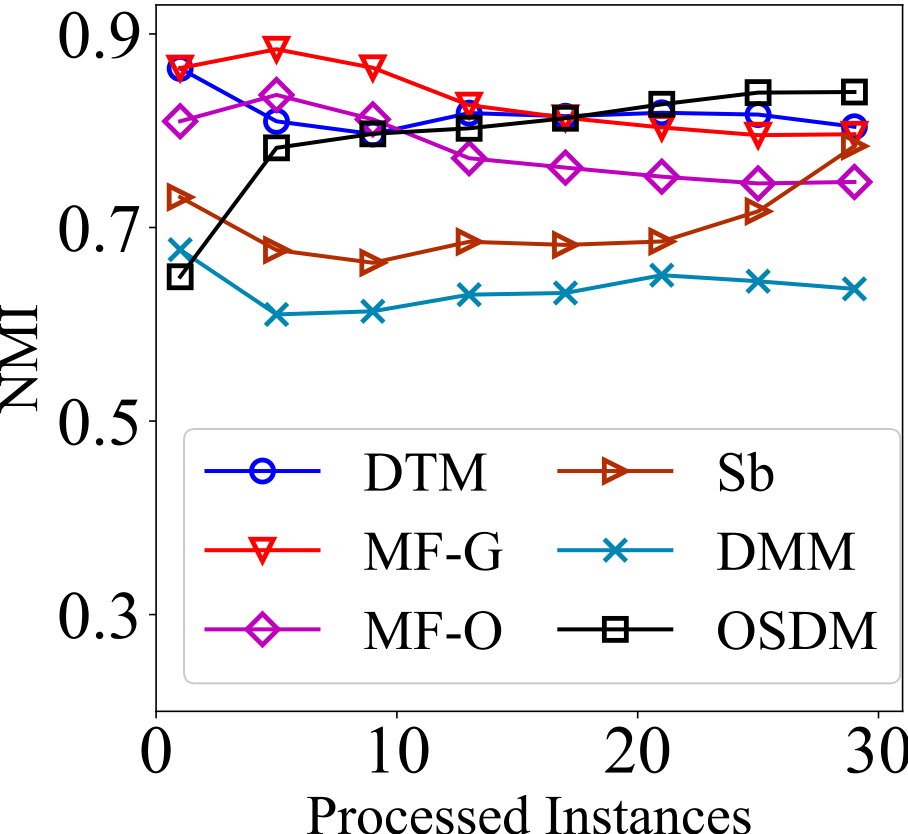 0.9
0.7
0.5
0.3
NMI
DTM
MF-G
MF-O
Sb
DMM
OSDM
0 10 20 30
Processed Instances